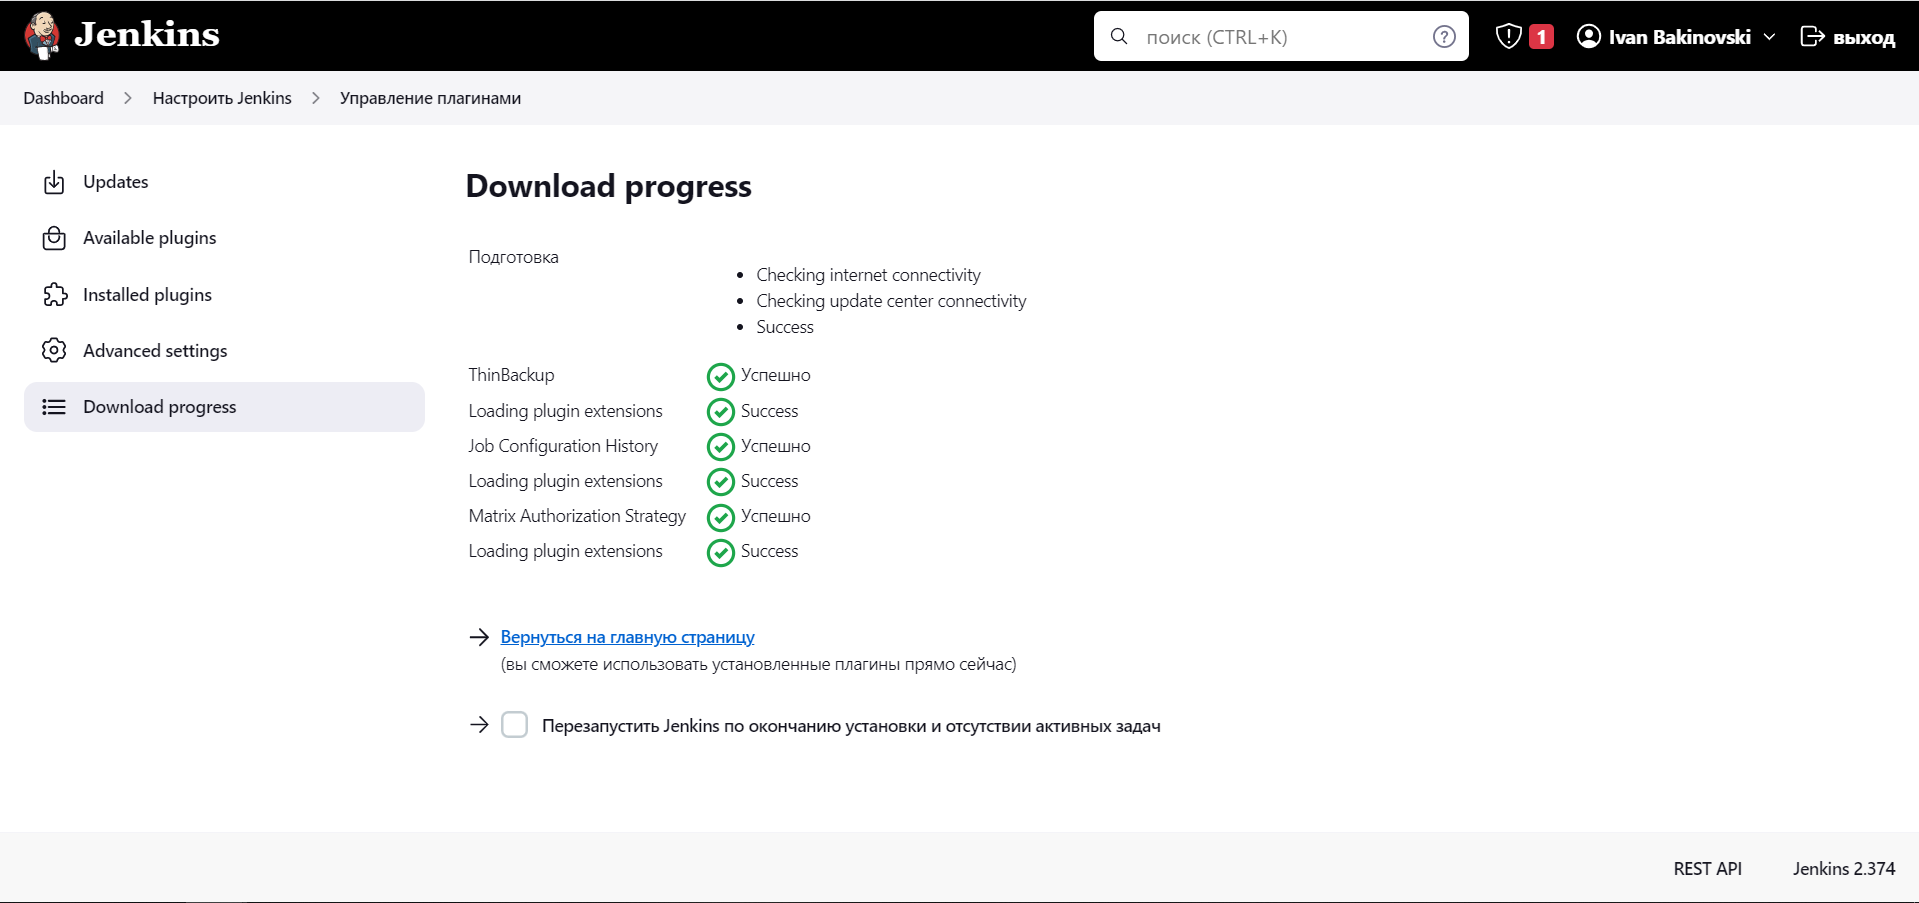 Jenkins
поиск (CTRL+K)
1
Ivan Bakinovski
выход
Dashboard
Настроить Jenkins
Управление плагинами
Updates
Available plugins
Installed plugins
Advanced settings
Download progress
Download progress
Подготовка
Checking internet connectivity
Checking update center connectivity
Success
ThinBackup Успешно
Loading plugin extensions Success
Job Configuration History Успешно
Loading plugin extensions Success
Matrix Authorization Strategy Успешно
Loading plugin extensions Success
Вернуться на главную страницу
(вы сможете использовать установленные плагины прямо сейчас)
Перезапустить Jenkins по окончанию установки и отсутствии активных задач
REST API
Jenkins 2.374